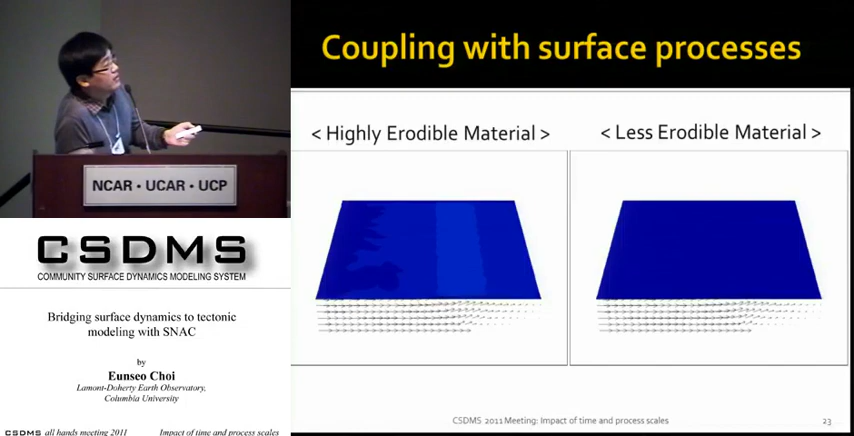 Coupling with surface processes
< Highly Erodible Material >
< Less Erodible Material >
CSDMS 2011 Meeting: Impact of time and process scales
23
NCAR • UCAR • UCP
CSDMS
COMMUNITY SURFACE DYNAMICS MODELING SYSTEM
Bridging surface dynamics to tectonic
modeling with SNAC
by
Eunseo Choi
Lamont-Doherty Earth Observatory,
Columbia University
CSDMS all hands meeting 2011
Impact of time and process scales